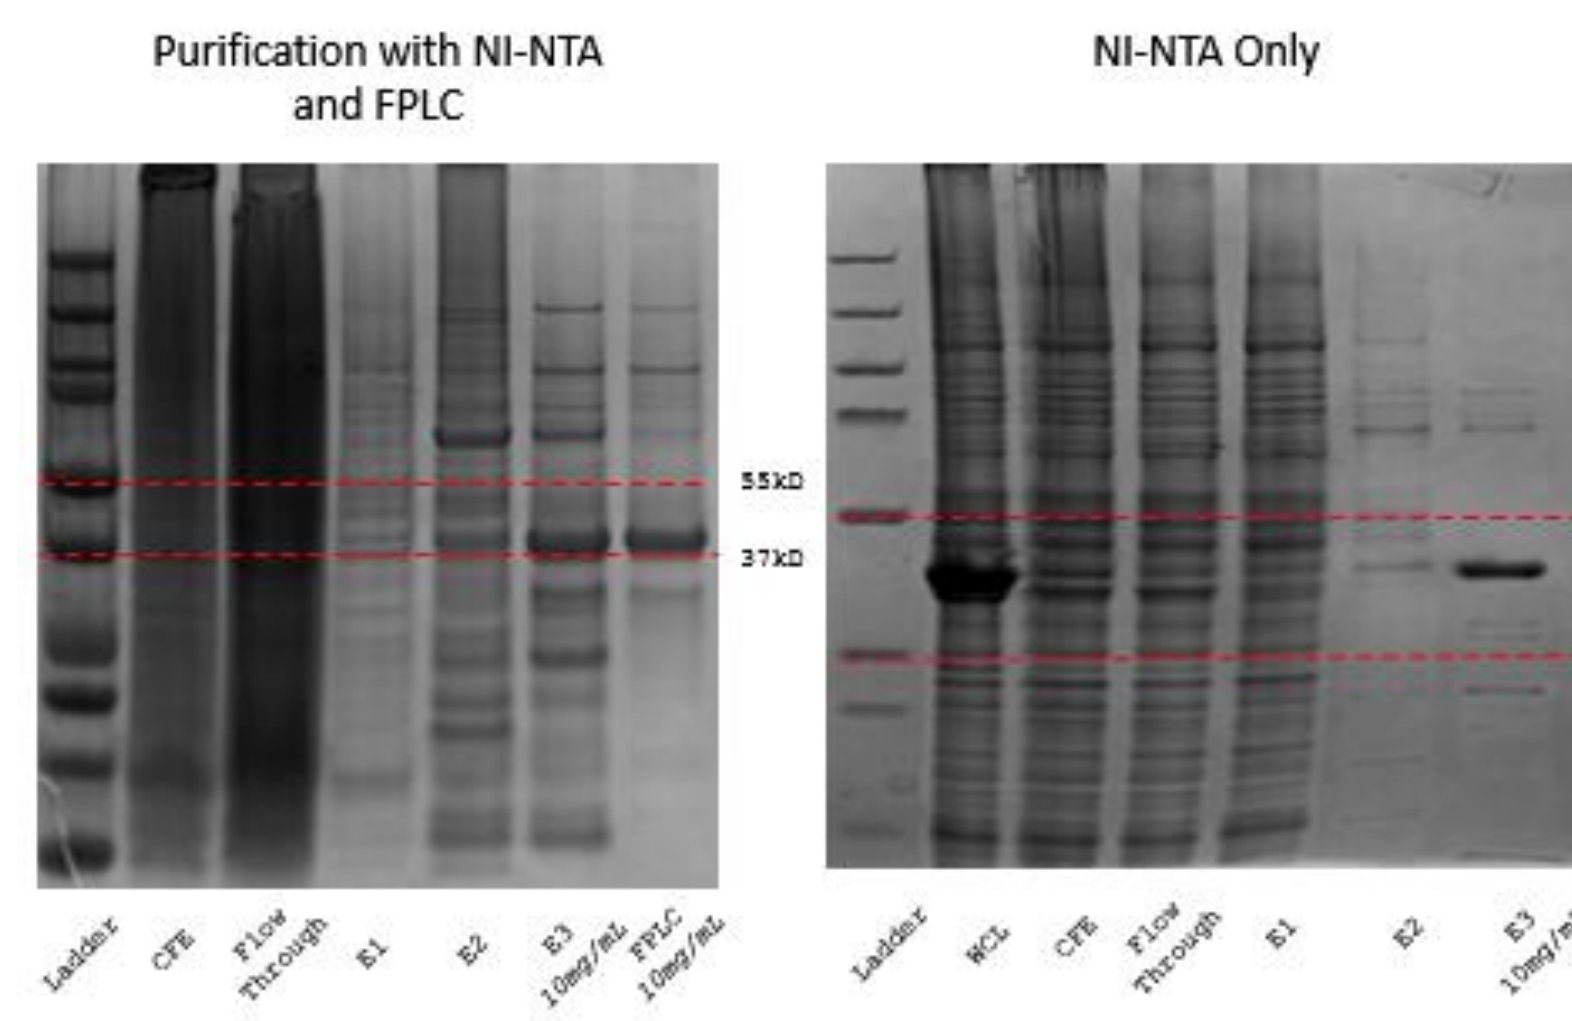 Purification with NI-NTA
and FPLC
NI-NTA Only
55kD
37kD
Ladder
CFE
Flow
Through
E1
E2
E3
10mg/mL
FPLC
10mg/mL
Ladder
WCL
CFE
Flow
Through
E1
E2
E3